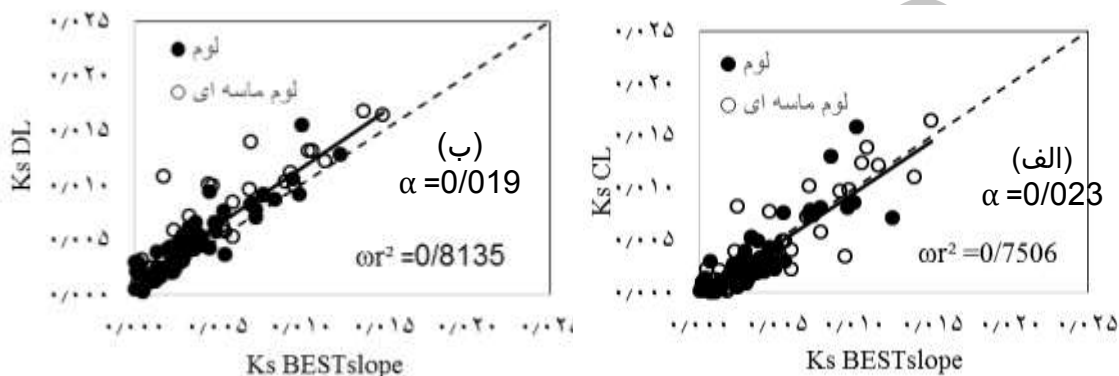 ۰/۰۲۵
۰/۰۲۰
۰/۰۱۵
۰/۰۱۰
۰/۰۰۵
۰/۰۰۰
Ks DL
لوم
لوم ماسه ای
(ب)
α =0/019
ωr² =0/8135
۰/۰۰۰ ۰/۰۰۵ ۰/۰۱۰ ۰/۰۱۵ ۰/۰۲۰ ۰/۰۲۵
Ks BESTslope
۰/۰۲۵
۰/۰۲۰
۰/۰۱۵
۰/۰۱۰
۰/۰۰۵
۰/۰۰۰
Ks CL
لوم
لوم ماسه ای
(الف)
α =0/023
ωr² =0/7506
۰/۰۰۰ ۰/۰۰۵ ۰/۰۱۰ ۰/۰۱۵ ۰/۰۲۰ ۰/۰۲۵
Ks BESTslope